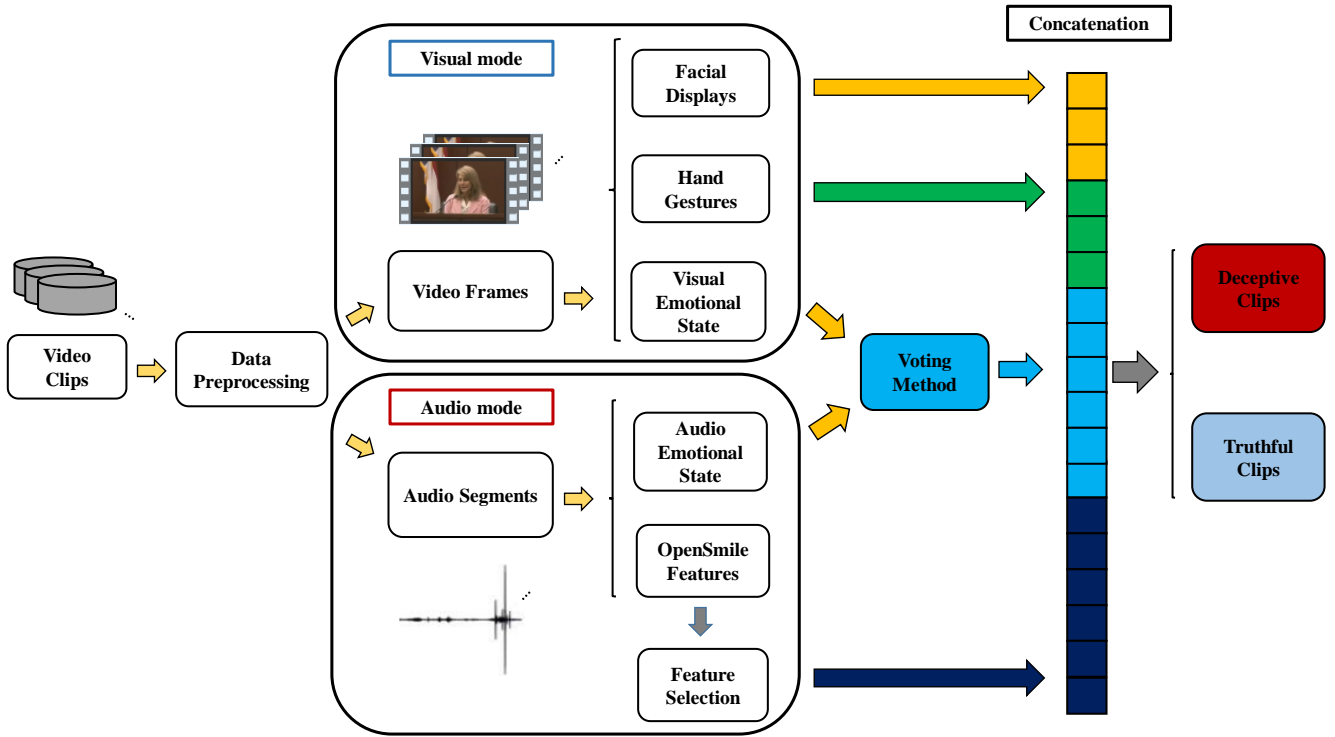 Concatenation
Visual mode
Facial
Displays
Hand
Gestures
Video Frames
Visual
Emotional
State
Video
Clips
Data
Preprocessing
Audio mode
Audio Segments
Audio
Emotional
State
OpenSmile
Features
Feature
Selection
Voting
Method
Deceptive
Clips
Truthful
Clips